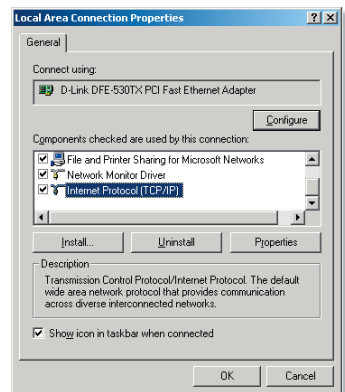 Local Area Connection Properties
General
Connect using:
D-Link DFE-530TX PCI Fast Ethernet Adapter
Configure
Components checked are used by this connection:
File and Printer Sharing for Microsoft Networks
Network Monitor Driver
Internet Protocol (TCP/IP)
Install... Uninstall Properties
Description
Transmission Control Protocol/Internet Protocol. The default
wide area network protocol that provides communication
across diverse interconnected networks.
Show icon in taskbar when connected
OK Cancel